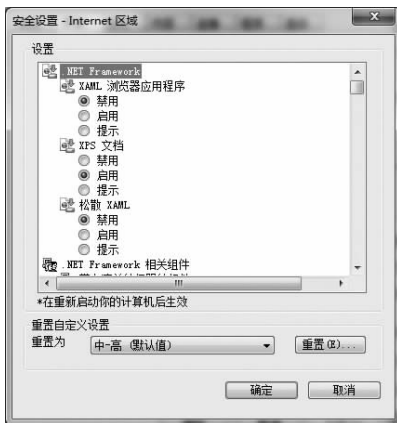 安全设置 - Internet 区域
设置
.NET Framework
XAML 浏览器应用程序
禁用
启用
提示
XPS 文档
禁用
启用
提示
松散 XAML
禁用
启用
提示
.NET Framework 相关组件
*在重新启动你的计算机后生效
重置自定义设置
重置为
中-高 (默认值)
重置(E)...
确定
取消